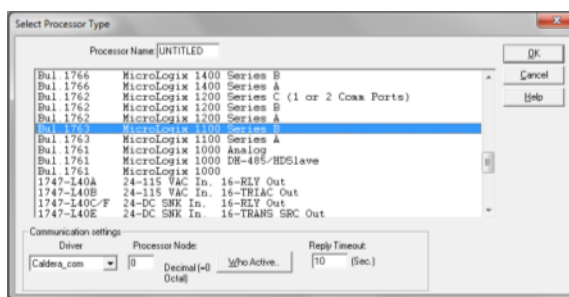 Select Processor Type
Processor Name: UNTITLED
OK
Cancel
Help
Bul.1766 MicroLogix 1400 Series B
Bul.1766 MicroLogix 1400 Series A
Bul.1762 MicroLogix 1200 Series C (1 or 2 Comm Ports)
Bul.1762 MicroLogix 1200 Series B
Bul.1762 MicroLogix 1200 Series A
Bul.1763 MicroLogix 1100 Series B
Bul.1763 MicroLogix 1100 Series A
Bul.1761 MicroLogix 1000 Analog
Bul.1761 MicroLogix 1000 DH-485/HDSlave
Bul.1761 MicroLogix 1000
1747-L40A 24-115 VAC In, 16-RLY Out
1747-L40B 24-115 VAC In, 16-TRIAC Out
1747-L40C/F 24-DC SNK In, 16-RLY Out
1747-L40E 24-DC SNK In, 16-TRANS SRC Out
Communication settings
Driver Processor Node: Reply Timeout:
Caldera_com 0 Decimal (=0 Who Active.. 10 (Sec.)
Octal)